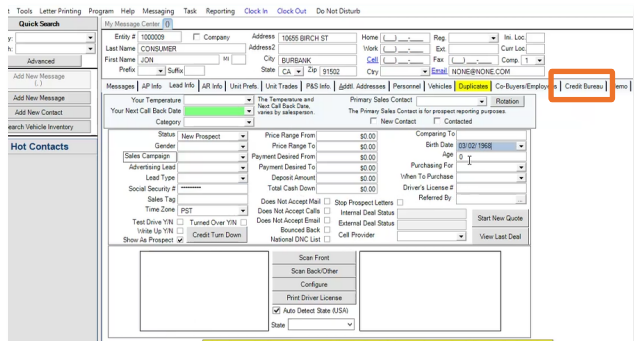 t Tools Letter Printing Program Help Messaging Task Reporting Clock In Clock Out Do Not Disturb
Quick Search
y:
h:
Advanced
Add New Message
(...)
Add New Message
Add New Contact
earch Vehicle Inventory
Hot Contacts
My Message Center {}
Entity # 1000009 Company Address 10655 BIRCH ST Home (__)___-____ Reg. Ini. Loc
Last Name CONSUMER Address2 Work (__)___-____ Ext. Curr Loc
First Name JON MI City BURBANK Cell (__)___-____ Fax (__)___-____ Comp. 1
Prefix Suffix State CA Zip 91502 Ctry Email NONE@NONE.COM
Messages AP Info Lead Info AR Info Unit Prefs. Unit Trades P&S Info. Addtl. Addresses Personnel Vehicles Duplicates Co-Buyers/Employers Credit Bureau Memo
Your Temperature The Temperature and Primary Sales Contact Rotation
Your Next Call Back Date Next Call Back Date, The Primary Sales Contact is for prospect reporting purposes.
Category varies by salesperson. New Contact Contacted
Status New Prospect Price Range From $0.00 Comparing To
Gender Price Range To $0.00 Birth Date 03/02/1968
Sales Campaign Payment Desired From $0.00 Age 0
Advertising Lead Payment Desired To $0.00 Purchasing For
Lead Type Deposit Amount $0.00 When To Purchase
Social Security # Total Cash Down $0.00 Driver's License #
Sales Tag Does Not Accept Mail Stop Prospect Letters Referred By ...
Time Zone PST Does Not Accept Calls Internal Deal Status
Test Drive Y/N Turned Over Y/N Does Not Accept Email External Deal Status Start New Quote
Write Up Y/N Credit Turn Down Bounced Back Cell Provider View Last Deal
Show As Prospect National DNC List
Scan Front
Scan Back/Other
Configure
Print Driver License
Auto Detect State (USA)
State